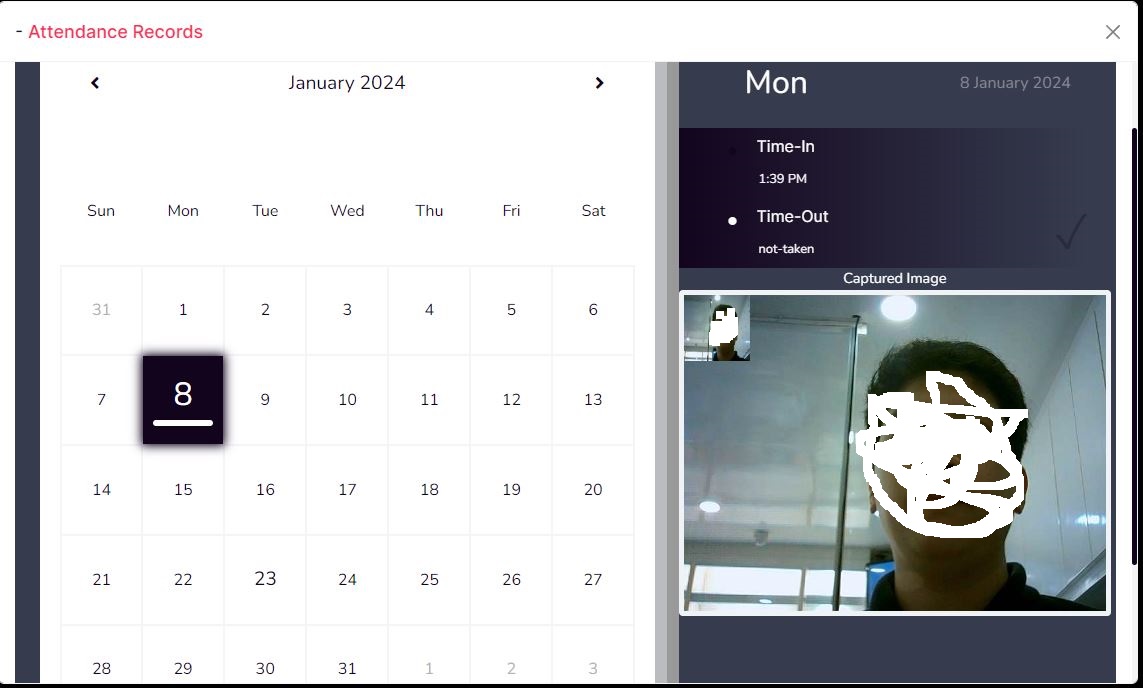 - Attendance Records
January 2024
Sun Mon Tue Wed Thu Fri Sat
31 1 2 3 4 5 6
7 8 9 10 11 12 13
14 15 16 17 18 19 20
21 22 23 24 25 26 27
28 29 30 31 1 2 3
Mon 8 January 2024
Time-In
1:39 PM
Time-Out
not-taken
Captured Image